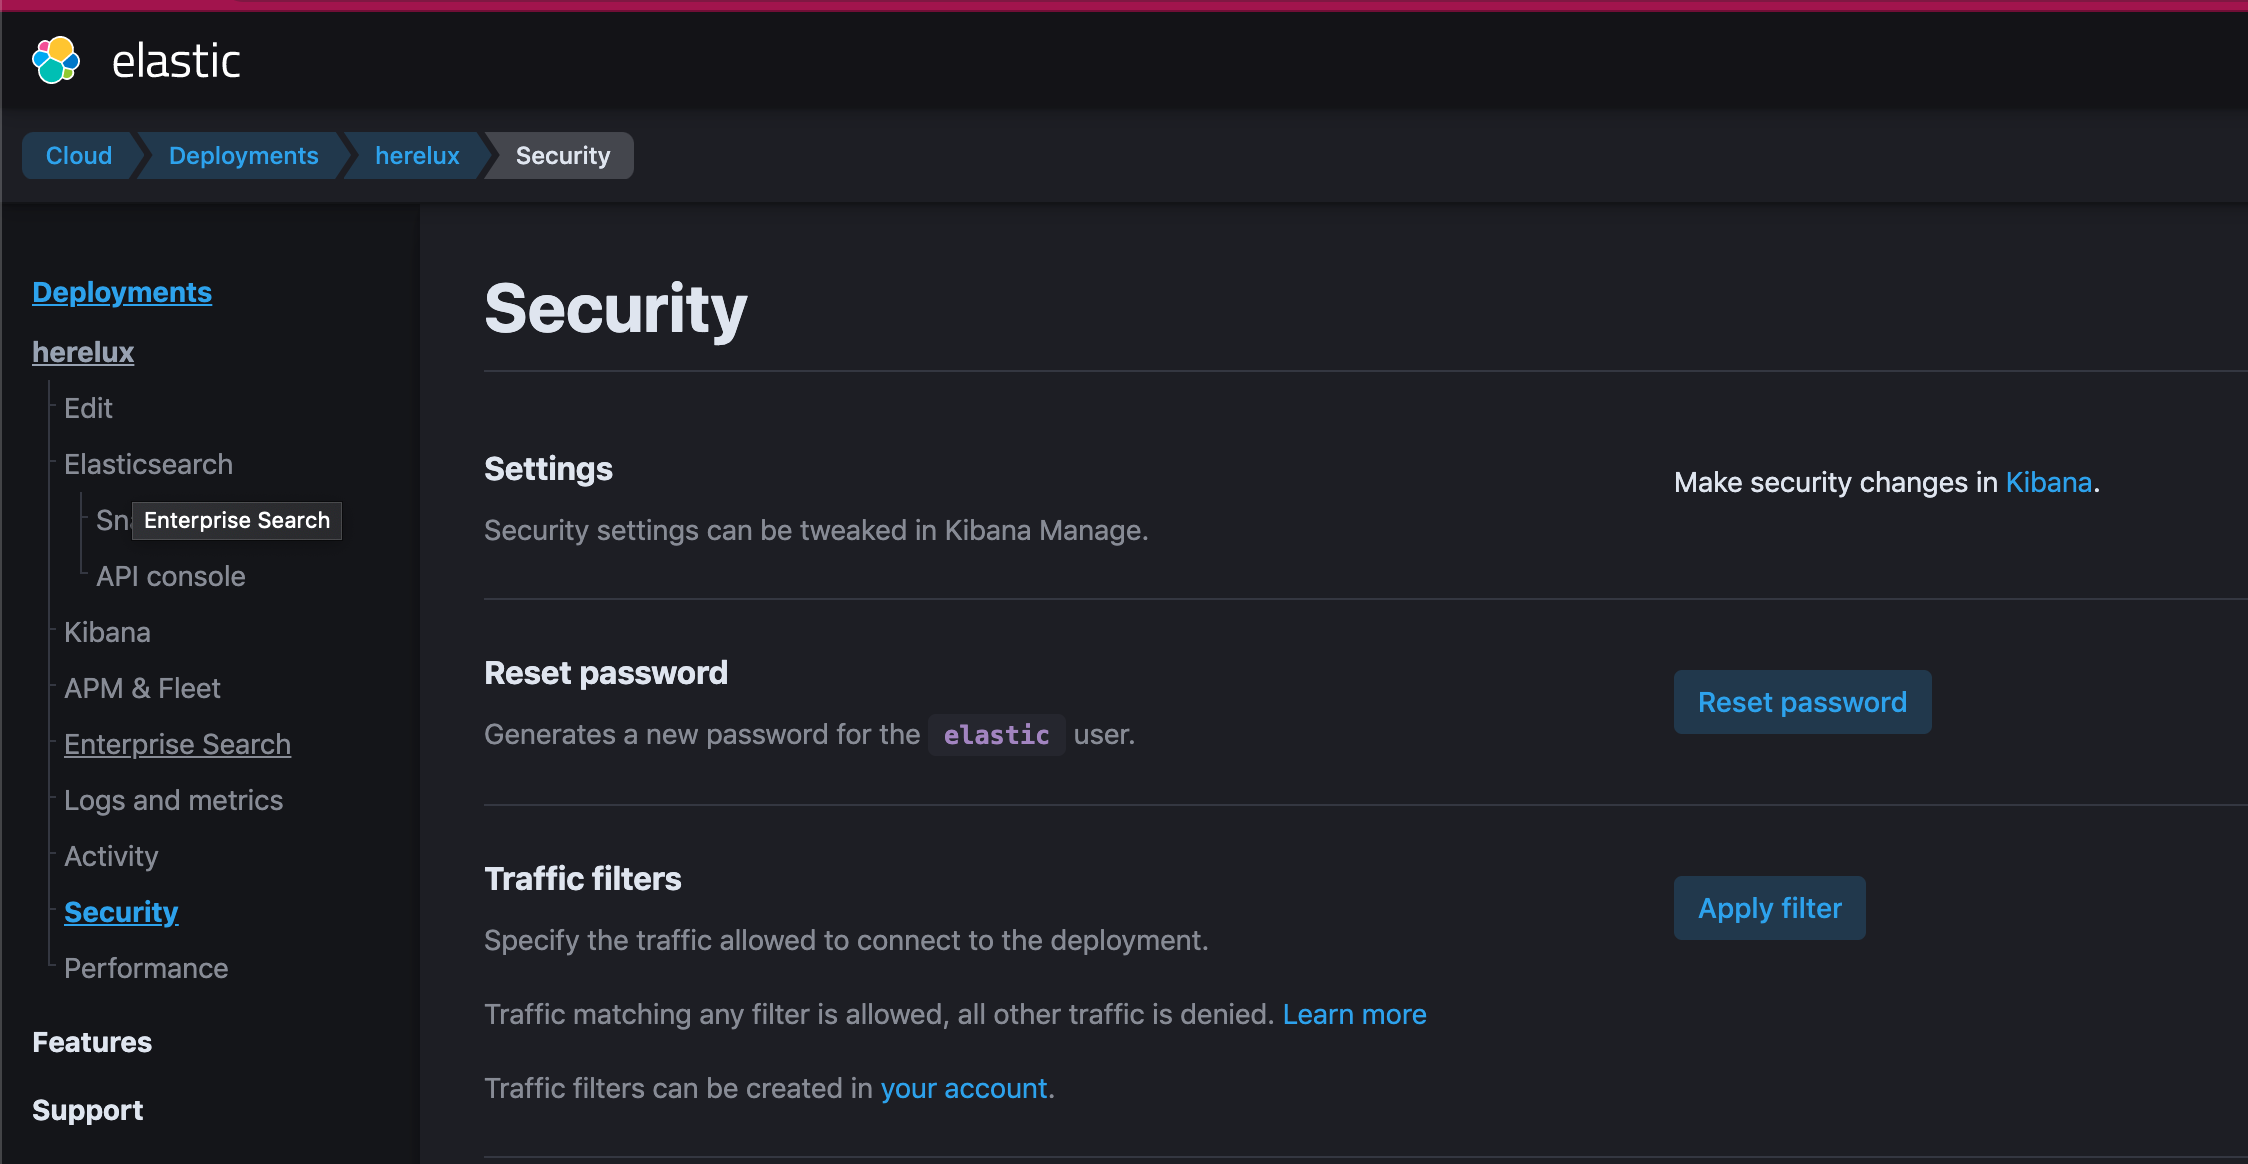 elastic
Cloud
Deployments
herelux
Security
Deployments
herelux
Edit
Elasticsearch
Enterprise Search
API console
Kibana
APM & Fleet
Enterprise Search
Logs and metrics
Activity
Security
Performance
Features
Support
Security
Settings
Security settings can be tweaked in Kibana Manage.
Make security changes in Kibana.
Reset password
Generates a new password for the elastic user.
Reset password
Traffic filters
Specify the traffic allowed to connect to the deployment.
Traffic matching any filter is allowed, all other traffic is denied. Learn more
Traffic filters can be created in your account.
Apply filter